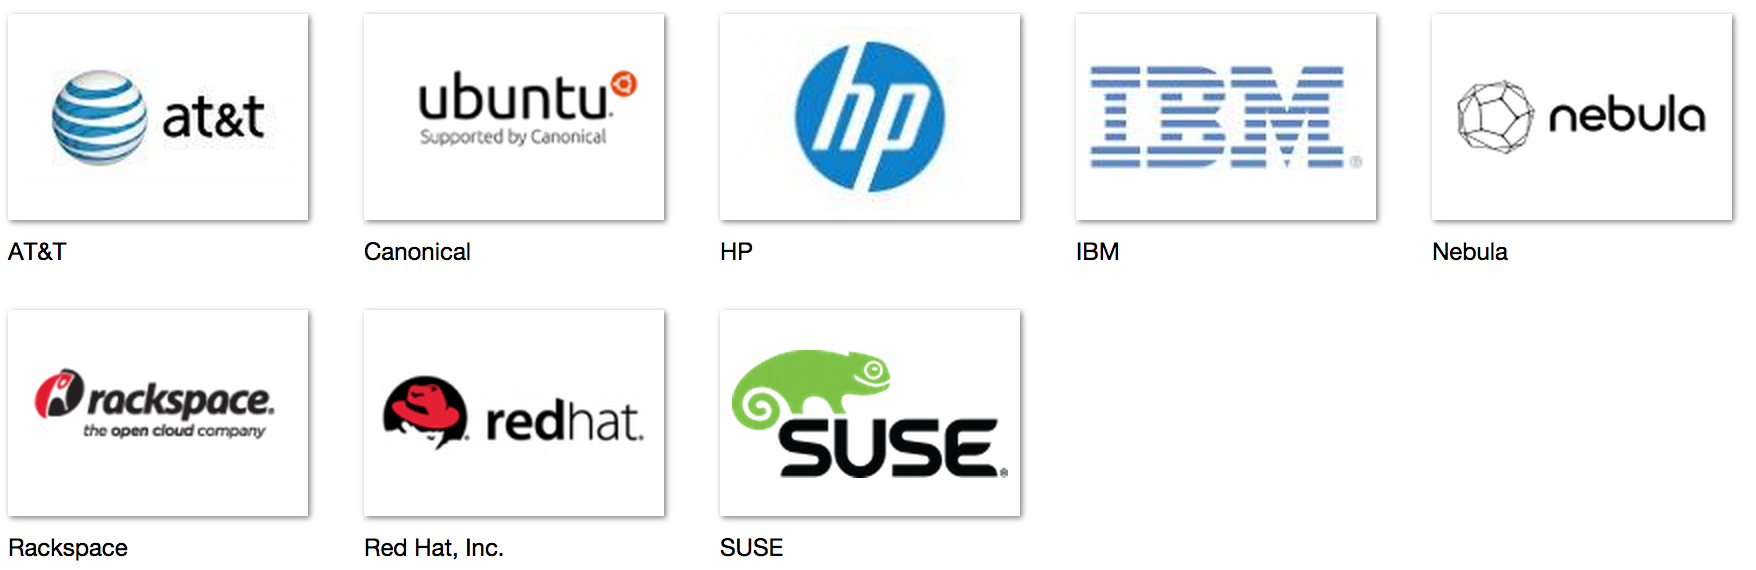 at&t
ubuntu®
Supported by Canonical
hp
IBM®
nebula
AT&T
Canonical
HP
IBM
Nebula
rackspace®
the open cloud company
redhat.
SUSE®
Rackspace
Red Hat, Inc.
SUSE